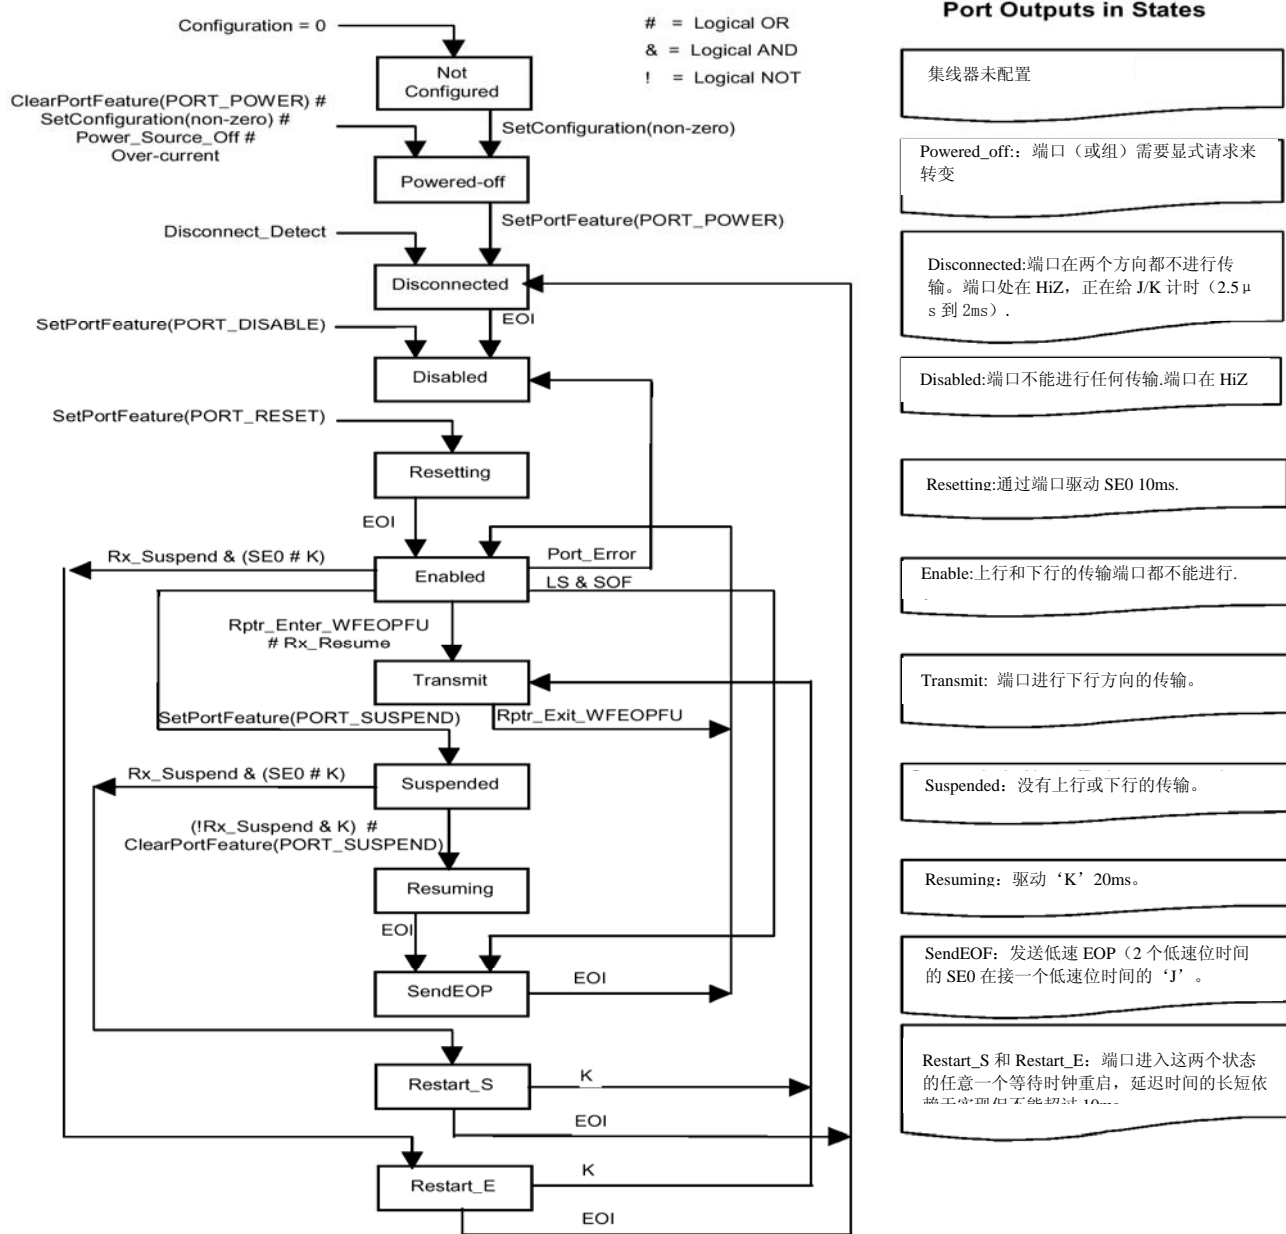 Port Outputs in States
Configuration = 0
# = Logical OR
& = Logical AND
! = Logical NOT
Not
Configured
集线器未配置
ClearPortFeature(PORT_POWER) #
SetConfiguration(non-zero) #
Power_Source_Off #
Over-current
SetConfiguration(non-zero)
Powered-off
Powered_off:：端口（或组）需要显式请求来
转变
SetPortFeature(PORT_POWER)
Disconnect_Detect
Disconnected
Disconnected:端口在两个方向都不进行传
输。端口处在 HiZ，正在给 J/K 计时（2.5μ
s 到 2ms）.
EOI
SetPortFeature(PORT_DISABLE)
Disabled
Disabled:端口不能进行任何传输.端口在 HiZ
SetPortFeature(PORT_RESET)
Resetting
Resetting:通过端口驱动 SE0 10ms.
EOI
Rx_Suspend & (SE0 # K)
Enabled
Port_Error
LS & SOF
Enable:上行和下行的传输端口都不能进行.
Rptr_Enter_WFEOPFU
# Rx_Resume
Transmit
Transmit: 端口进行下行方向的传输。
SetPortFeature(PORT_SUSPEND)
Rptr_Exit_WFEOPFU
Rx_Suspend & (SE0 # K)
Suspended
Suspended：没有上行或下行的传输。
(!Rx_Suspend & K) #
ClearPortFeature(PORT_SUSPEND)
Resuming
Resuming：驱动‘K’20ms。
EOI
SendEOP
EOI
SendEOF：发送低速 EOP（2 个低速位时间
的 SE0 在接一个低速位时间的‘J’。
Restart_S
K
EOI
Restart_S 和 Restart_E：端口进入这两个状态
的任意一个等待时钟重启，延迟时间的长短依
赖于实现但不能超过 10ms
Restart_E
K
EOI